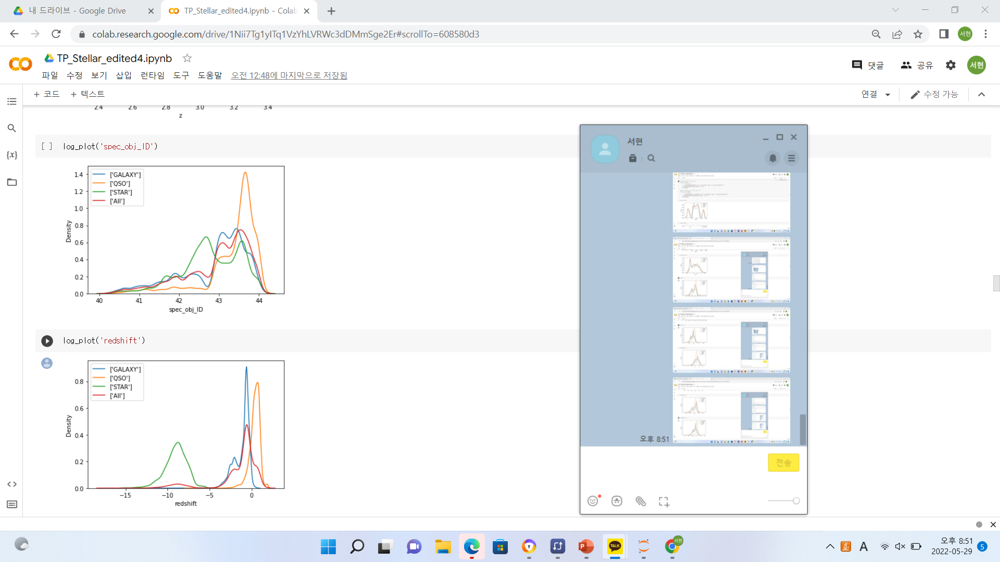 내 드라이브 - Google Drive
TP_Stellar_edited4.ipynb - Colab
colab.research.google.com/drive/1Nii7Tg1yITq1VzYhLVRWc3dDMmSge2Er#scrollTo=608580d3
서현
TP_Stellar_edited4.ipynb
댓글
공유
서현
파일 수정 보기 삽입 런타임 도구 도움말 오전 12:48에 마지막으로 저장됨
+ 코드 + 텍스트
연결
수정 가능
2.4 2.6 2.8 3.0 3.2 3.4
z
{x}
[ ] log_plot('spec_obj_ID')
['GALAXY']
['QSO']
['STAR']
['All']
1.4
1.2
1.0
0.8
0.6
0.4
0.2
0.0
Density
40 41 42 43 44
spec_obj_ID
log_plot('redshift')
['GALAXY']
['QSO']
['STAR']
['All']
0.8
0.6
0.4
0.2
0.0
Density
−15 −10 −5 0
redshift
서현
오후 8:51
전송
TALK
서현
A
오후 8:51
2022-05-29
5